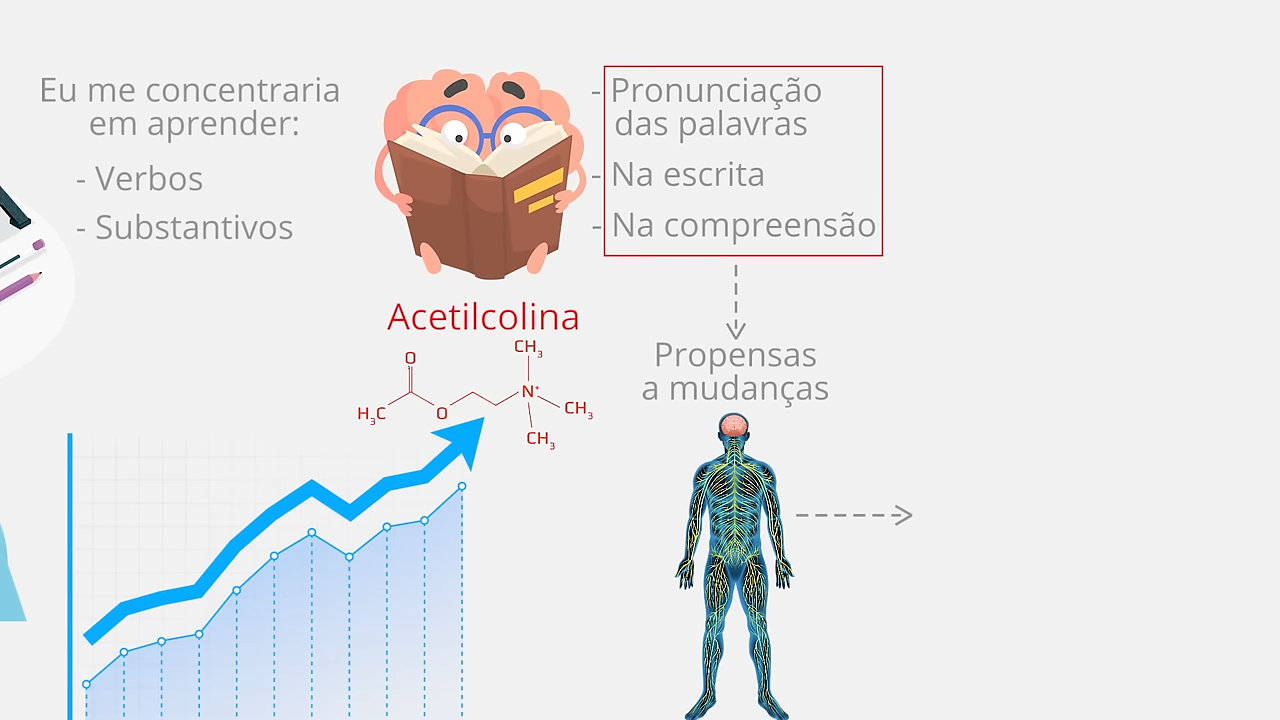 Eu me concentraria
em aprender:
- Verbos
- Substantivos
- Pronunciação
das palavras
- Na escrita
- Na compreensão
Acetilcolina
O
CH3
H3C
O
N+
CH3
CH3
Propensas
a mudanças